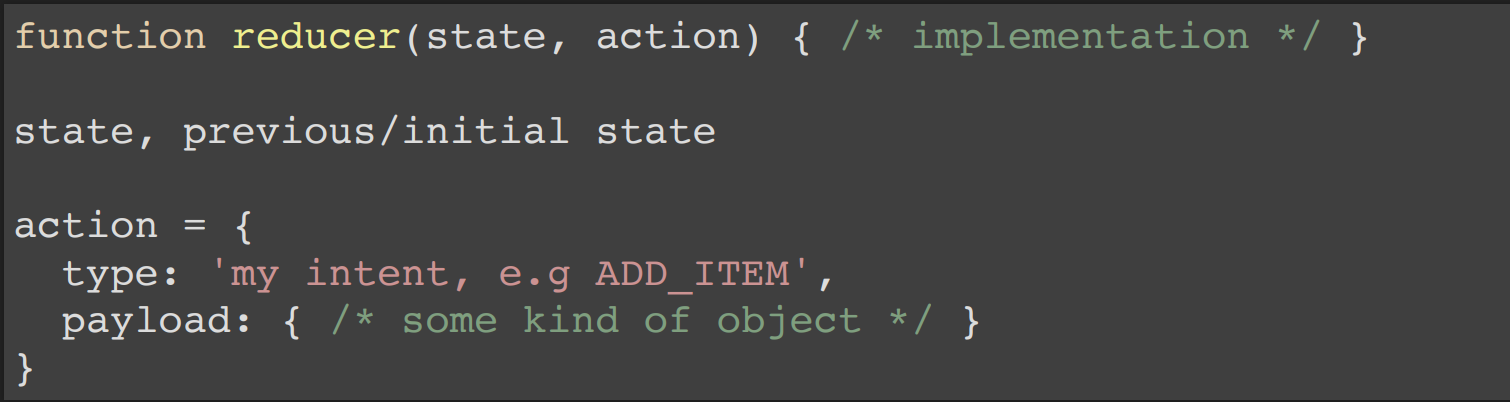 function reducer(state, action) { /* implementation */ }
state, previous/initial state
action = {
  type: 'my intent, e.g ADD_ITEM',
  payload: { /* some kind of object */ }
}